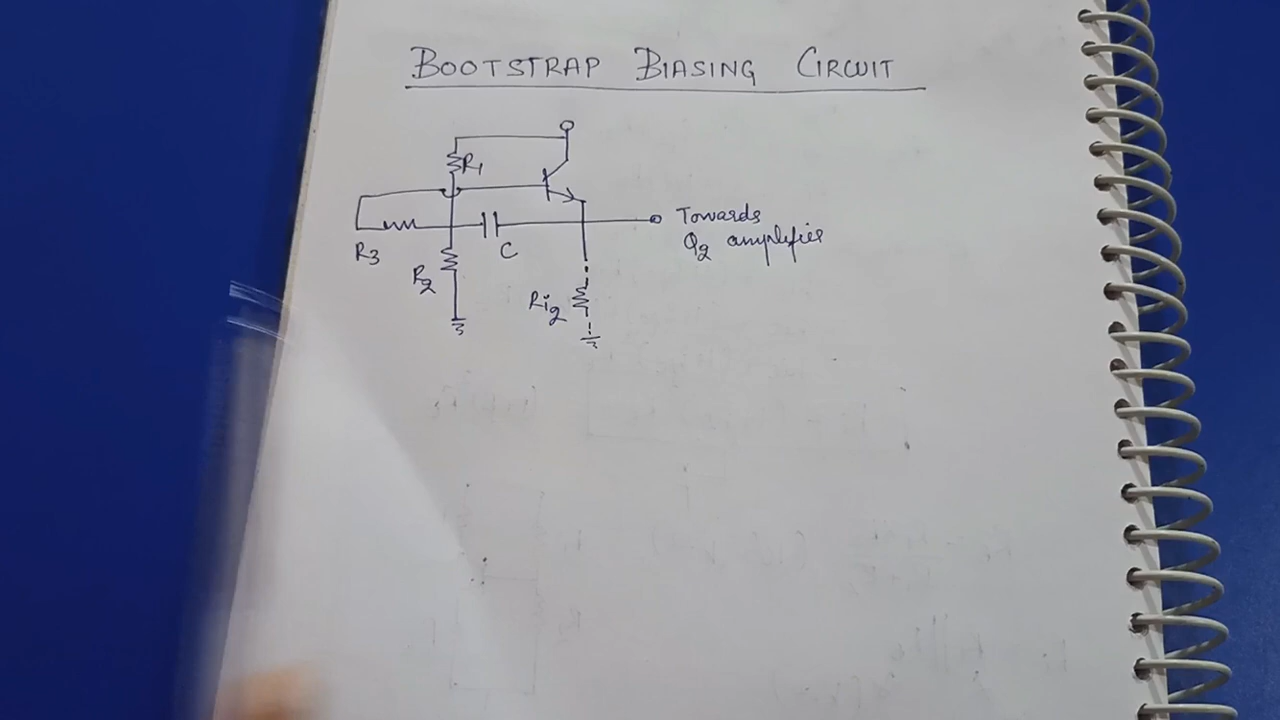 BOOTSTRAP BIASING CIRCUIT
R1
R3
C
R2
Ri2
Towards
Q2 amplifier